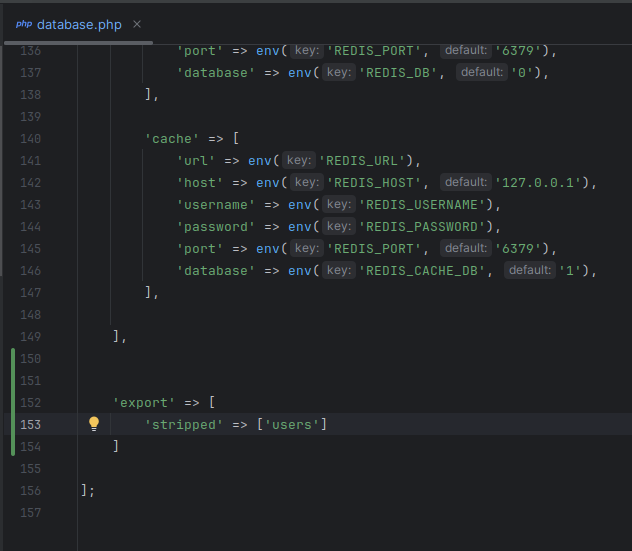 php database.php ×
136 'port' => env( key: 'REDIS_PORT', default: '6379'),
137 'database' => env( key: 'REDIS_DB', default: '0'),
138 ],
139
140 'cache' => [
141 'url' => env( key: 'REDIS_URL'),
142 'host' => env( key: 'REDIS_HOST', default: '127.0.0.1'),
143 'username' => env( key: 'REDIS_USERNAME'),
144 'password' => env( key: 'REDIS_PASSWORD'),
145 'port' => env( key: 'REDIS_PORT', default: '6379'),
146 'database' => env( key: 'REDIS_CACHE_DB', default: '1'),
147 ],
148
149 ],
150
151
152 'export' => [
153 'stripped' => ['users']
154 ]
155
156 ];
157